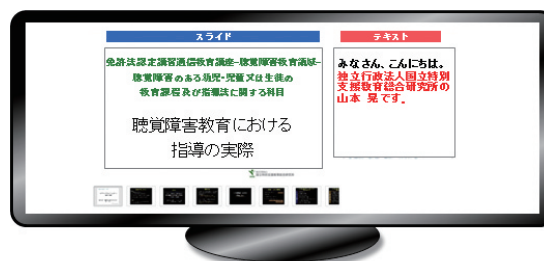 スライド
免許法認定講習通信教育講座-聴覚障害教育領域-
聴覚障害のある幼児・児童又は生徒の
教育課程及び指導法に関する科目
聴覚障害教育における
指導の実際
テキスト
みなさん、こんにちは。
独立行政法人国立特別
支援教育総合研究所の
山本 晃です。